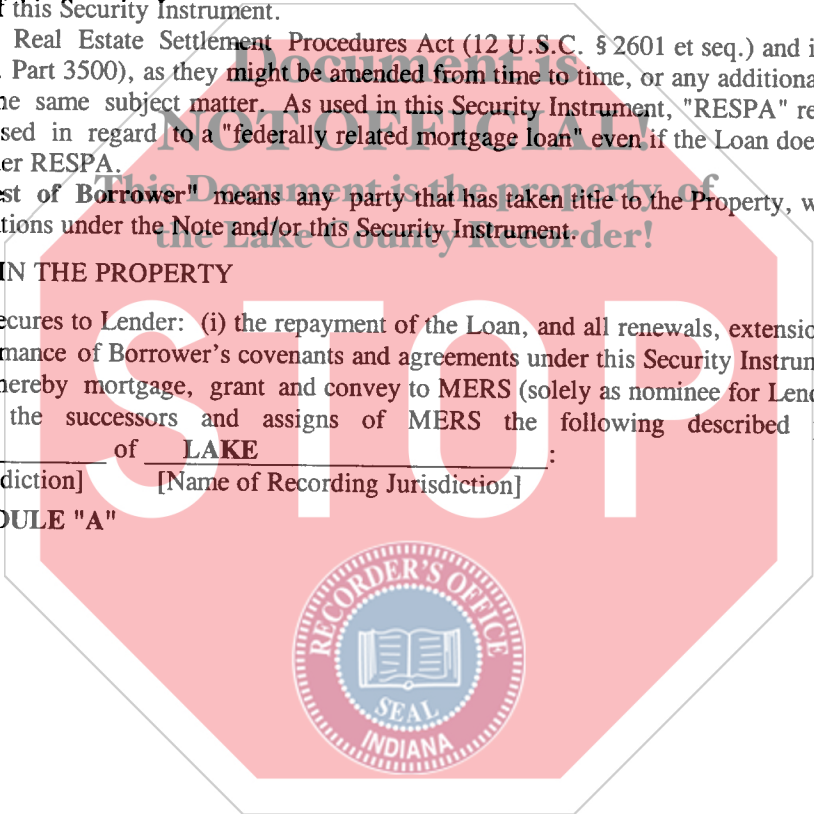 f this Security Instrument.
Real Estate Settlement Procedures Act (12 U.S.C. § 2601 et seq.) and i
. Part 3500), as they might be amended from time to time, or any additiona
ne same subject matter. As used in this Security Instrument, "RESPA" re
sed in regard to a "federally related mortgage loan" even if the Loan doe
er RESPA.
est of Borrower" means any party that has taken title to the Property, w
tions under the Note and/or this Security Instrument.
IN THE PROPERTY
ecures to Lender: (i) the repayment of the Loan, and all renewals, extensio
mance of Borrower's covenants and agreements under this Security Instrum
hereby mortgage, grant and convey to MERS (solely as nominee for Lend
the successors and assigns of MERS the following described
of LAKE :
diction] [Name of Recording Jurisdiction]
DULE "A"
Document is
NOT OFFICIAL!
This Document is the property of
the Lake County Recorder!
STOP
RECORDER'S OFFICE
SEAL
INDIANA